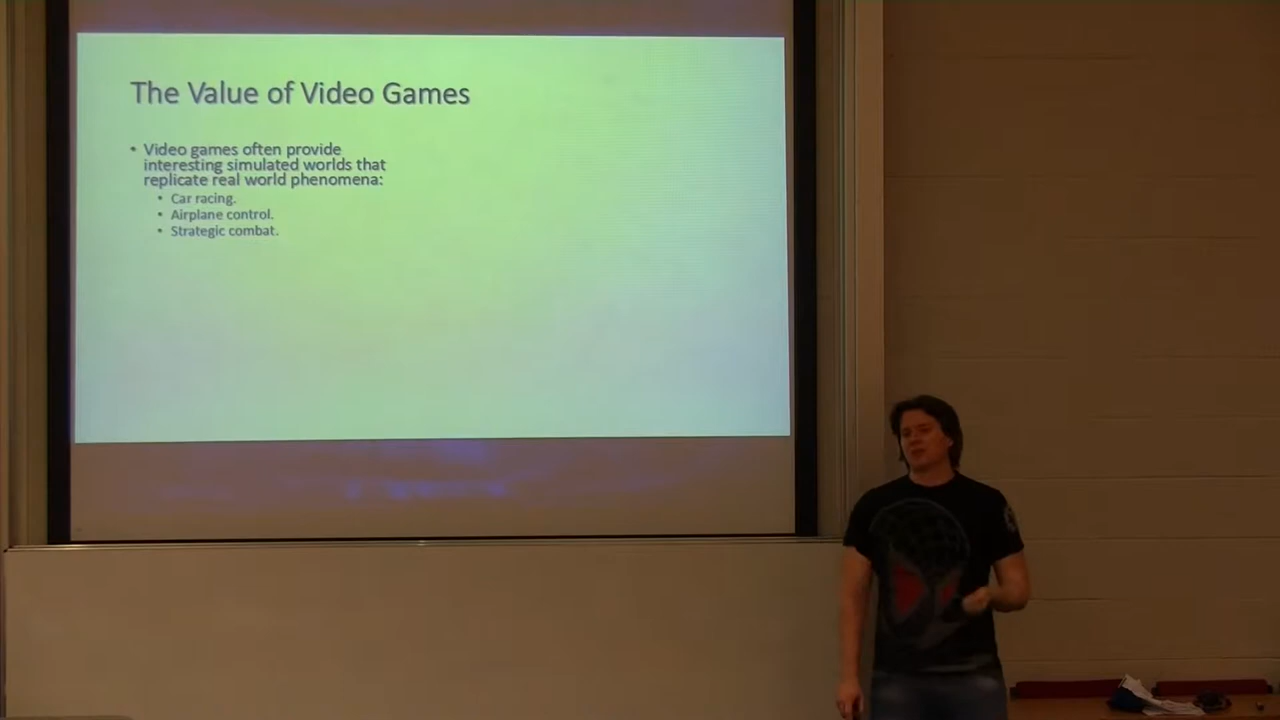 The Value of Video Games
• Video games often provide
interesting simulated worlds that
replicate real world phenomena:
• Car racing.
• Airplane control.
• Strategic combat.